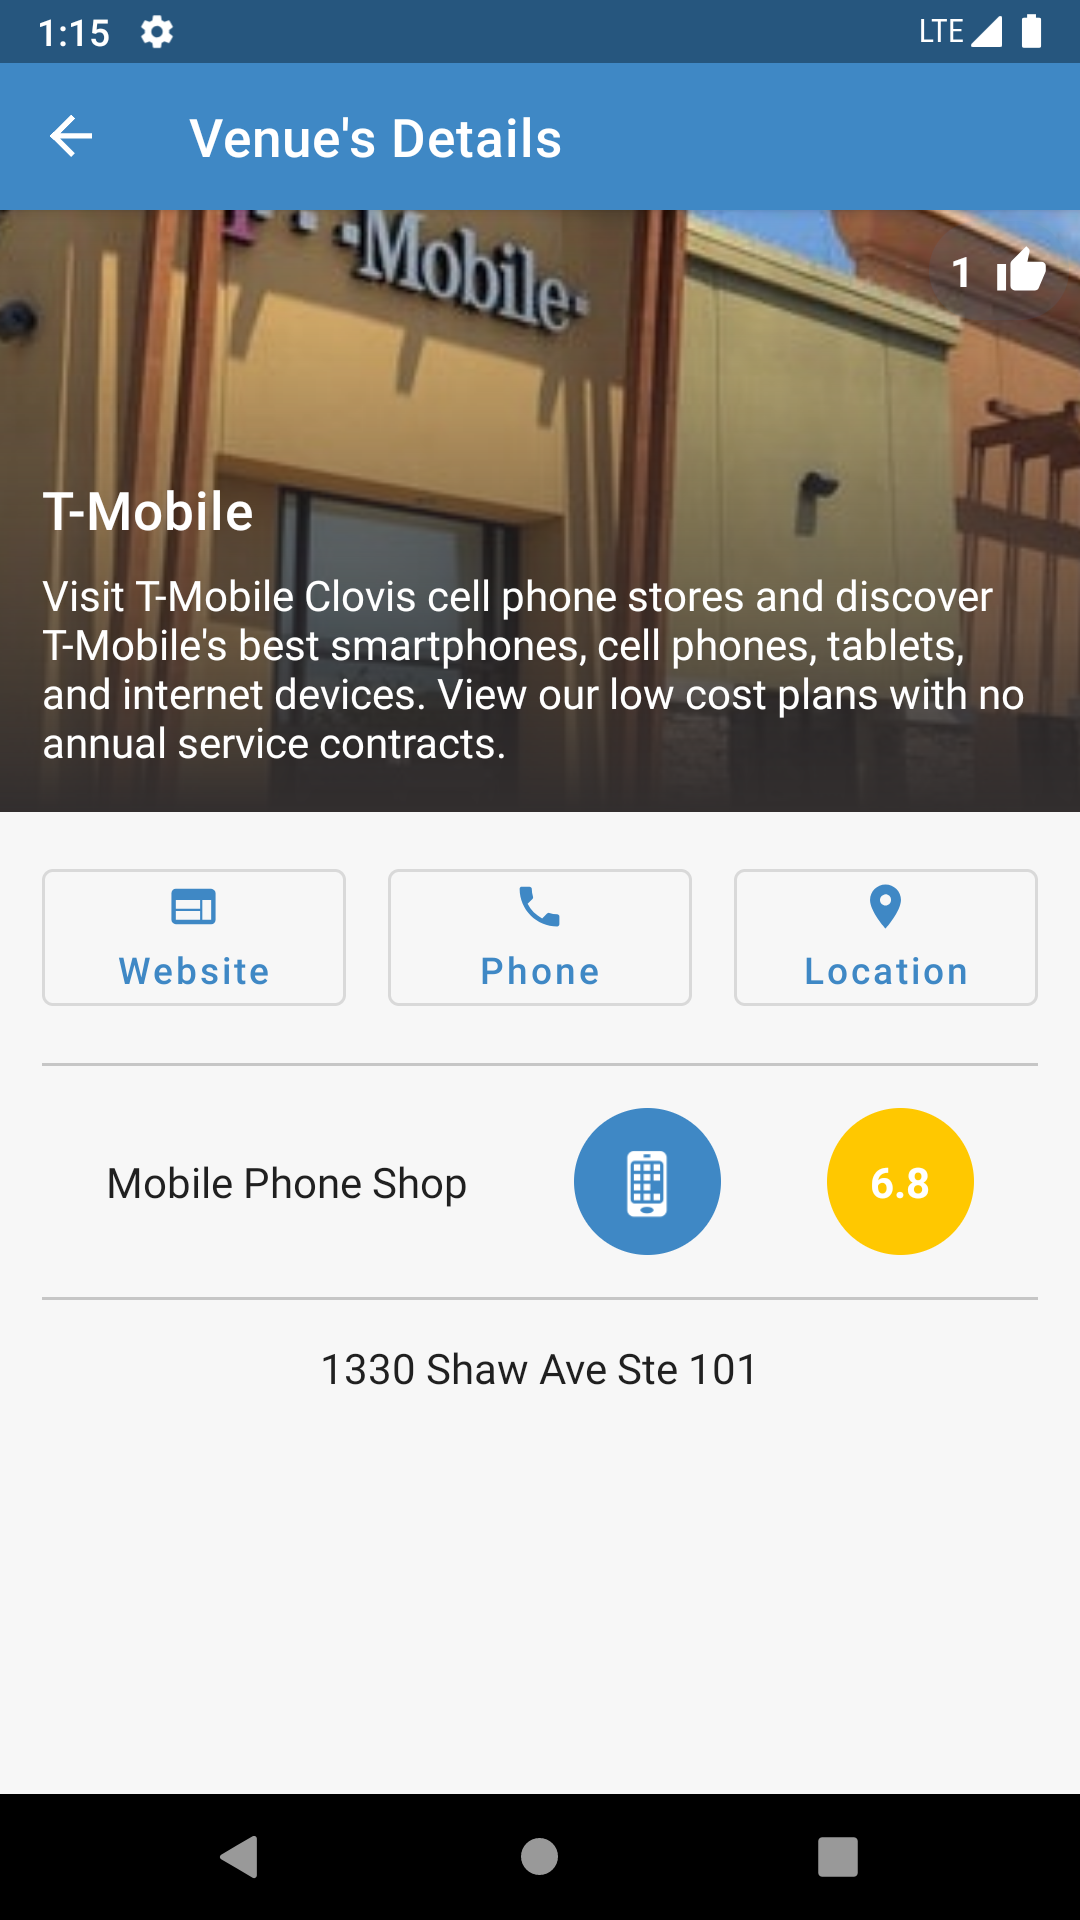 1:15
LTE
Venue's Details
T-Mobile
1
T-Mobile
Visit T-Mobile Clovis cell phone stores and discover
T-Mobile's best smartphones, cell phones, tablets,
and internet devices. View our low cost plans with no
annual service contracts.
Website
Phone
Location
Mobile Phone Shop
6.8
1330 Shaw Ave Ste 101